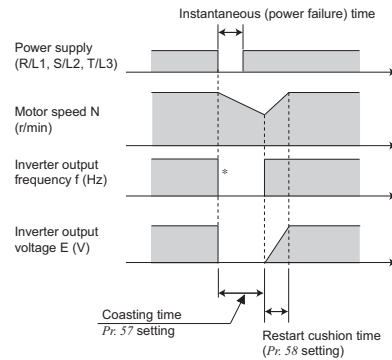 Instantaneous (power failure) time
Power supply
(R/L1, S/L2, T/L3)
Motor speed N
(r/min)
Inverter output
frequency f (Hz)
*
Inverter output
voltage E (V)
Coasting time
Pr. 57 setting
Restart cushion time
(Pr. 58 setting)